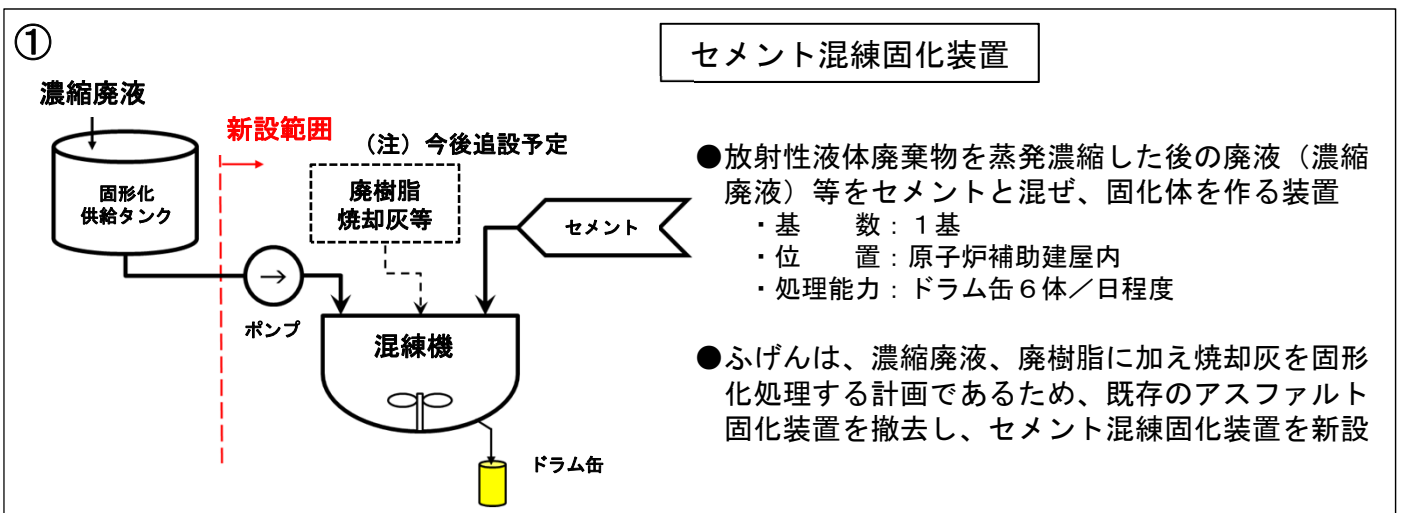 ①
セメント混練固化装置
濃縮廃液
新設範囲
（注）今後追設予定
固形化
供給タンク
廃樹脂
焼却灰等
セメント
→
ポンプ
混練機
ドラム缶
●放射性液体廃棄物を蒸発濃縮した後の廃液（濃縮
廃液）等をセメントと混ぜ、固化体を作る装置
・基　　数：１基
・位　　置：原子炉補助建屋内
・処理能力：ドラム缶６体／日程度
●ふげんは、濃縮廃液、廃樹脂に加え焼却灰を固形
化処理する計画であるため、既存のアスファルト
固化装置を撤去し、セメント混練固化装置を新設